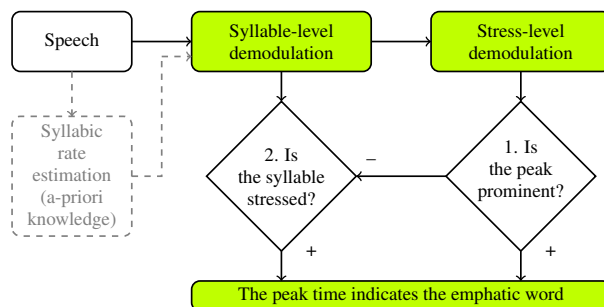 Speech
Syllable-level
demodulation
Stress-level
demodulation
Syllabic
rate
estimation
(a-priori
knowledge)
2. Is
the syllable
stressed?
–
1. Is
the peak
prominent?
+
+
The peak time indicates the emphatic word